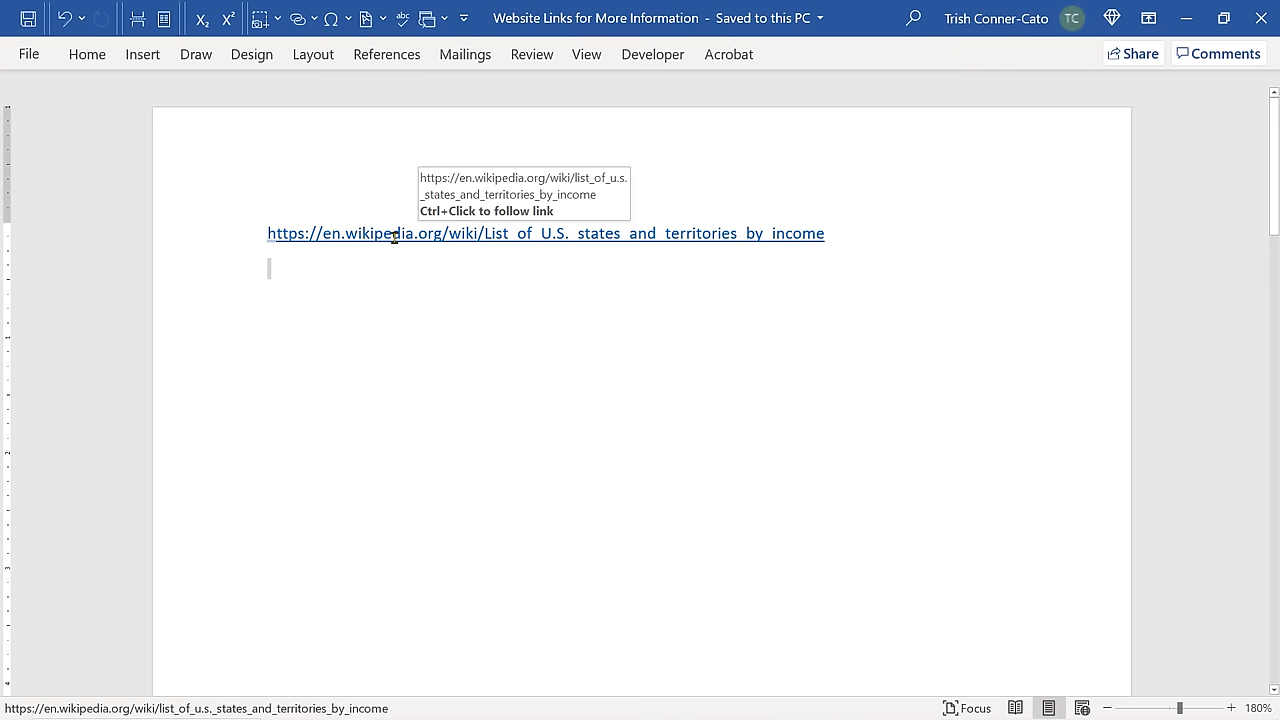 Website Links for More Information - Saved to this PC
Trish Conner-Cato TC
File Home Insert Draw Design Layout References Mailings Review View Developer Acrobat Share Comments
https://en.wikipedia.org/wiki/list_of_u.s.
_states_and_territories_by_income
Ctrl+Click to follow link
https://en.wikipedia.org/wiki/List_of_U.S._states_and_territories_by_income
https://en.wikipedia.org/wiki/list_of_u.s._states_and_territories_by_income
Focus
180%